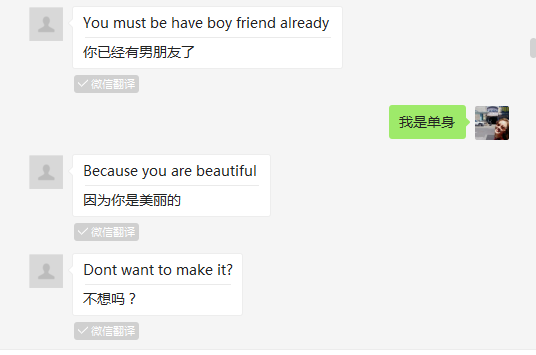 You must be have boy friend already
你已经有男朋友了
微信翻译
我是单身
Because you are beautiful
因为你是美丽的
微信翻译
Dont want to make it?
不想吗？
微信翻译